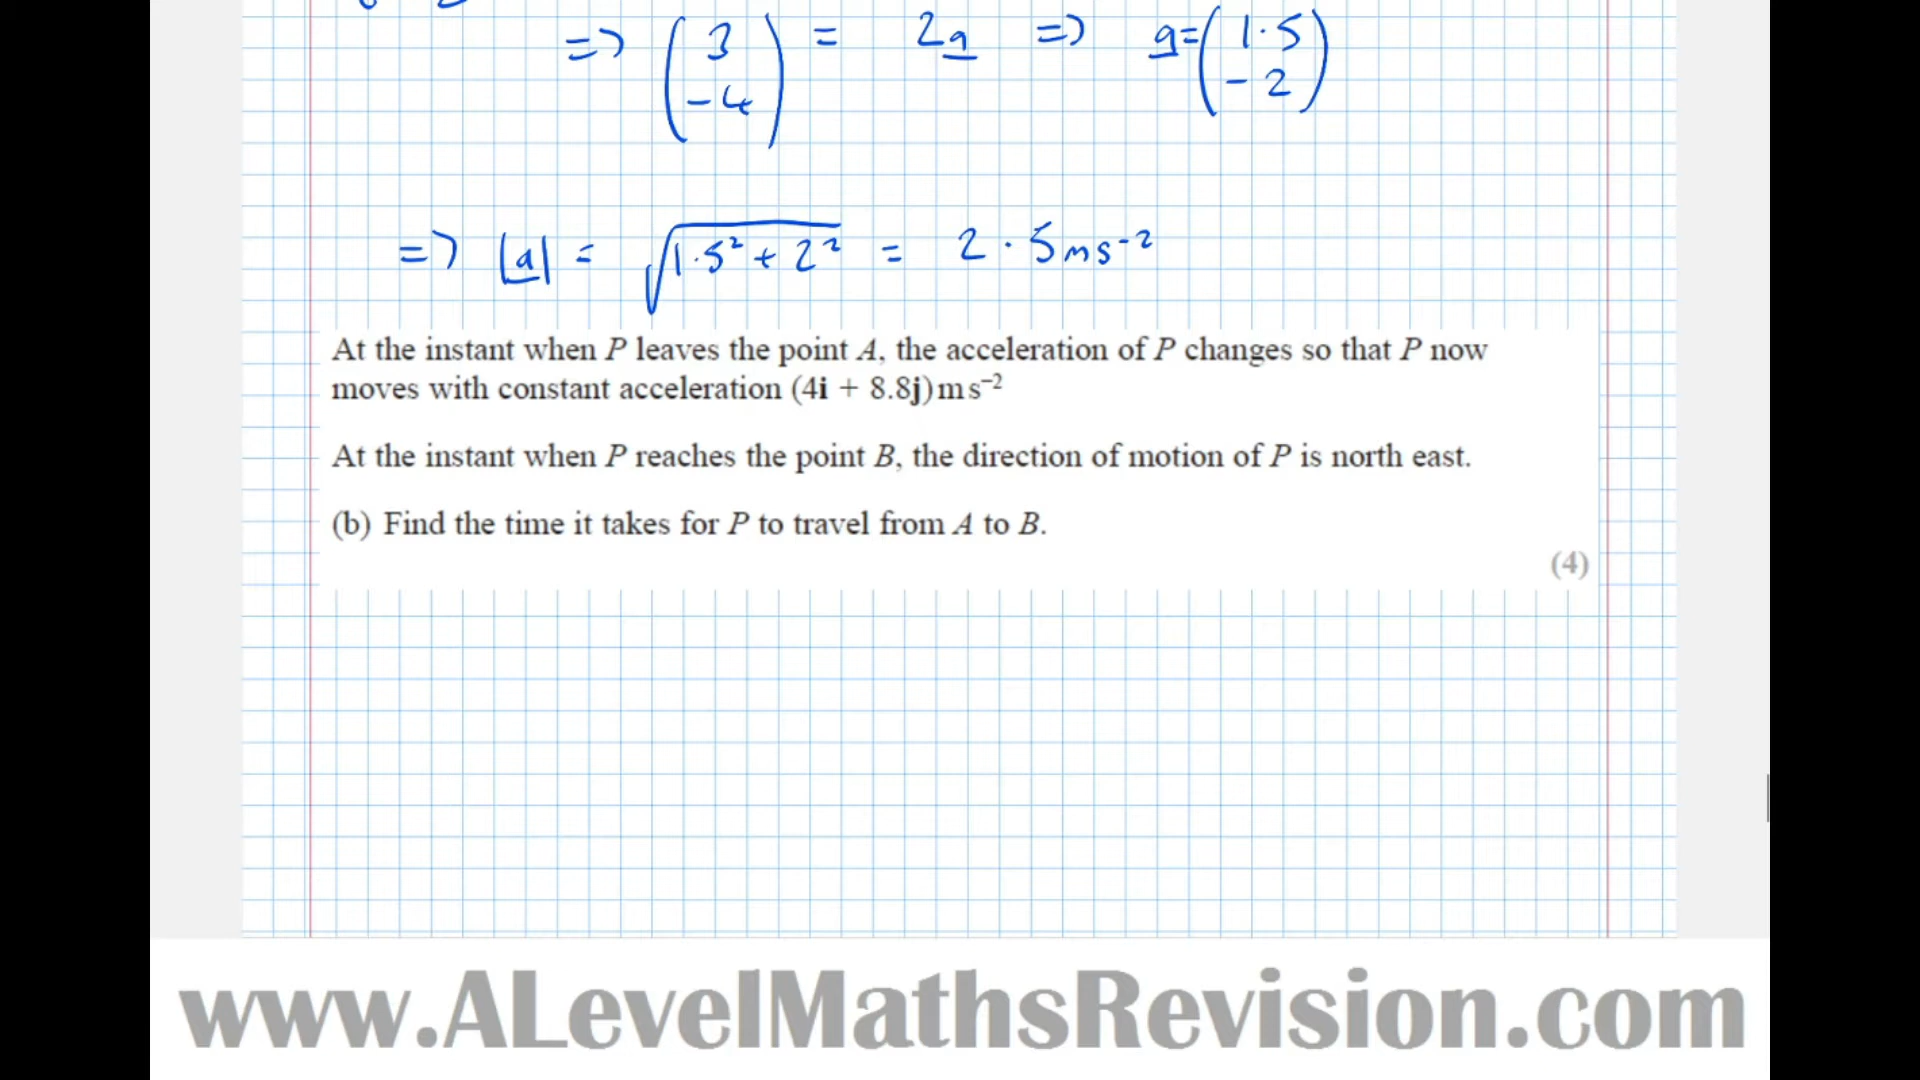 => ( 3 -4 ) = 2a => a = ( 1.5 -2 )
=> |a| = √1.5² + 2² = 2.5 ms⁻²
At the instant when P leaves the point A, the acceleration of P changes so that P now
moves with constant acceleration (4i + 8.8j) m s⁻²
At the instant when P reaches the point B, the direction of motion of P is north east.
(b) Find the time it takes for P to travel from A to B.
(4)
www.ALevelMathsRevision.com